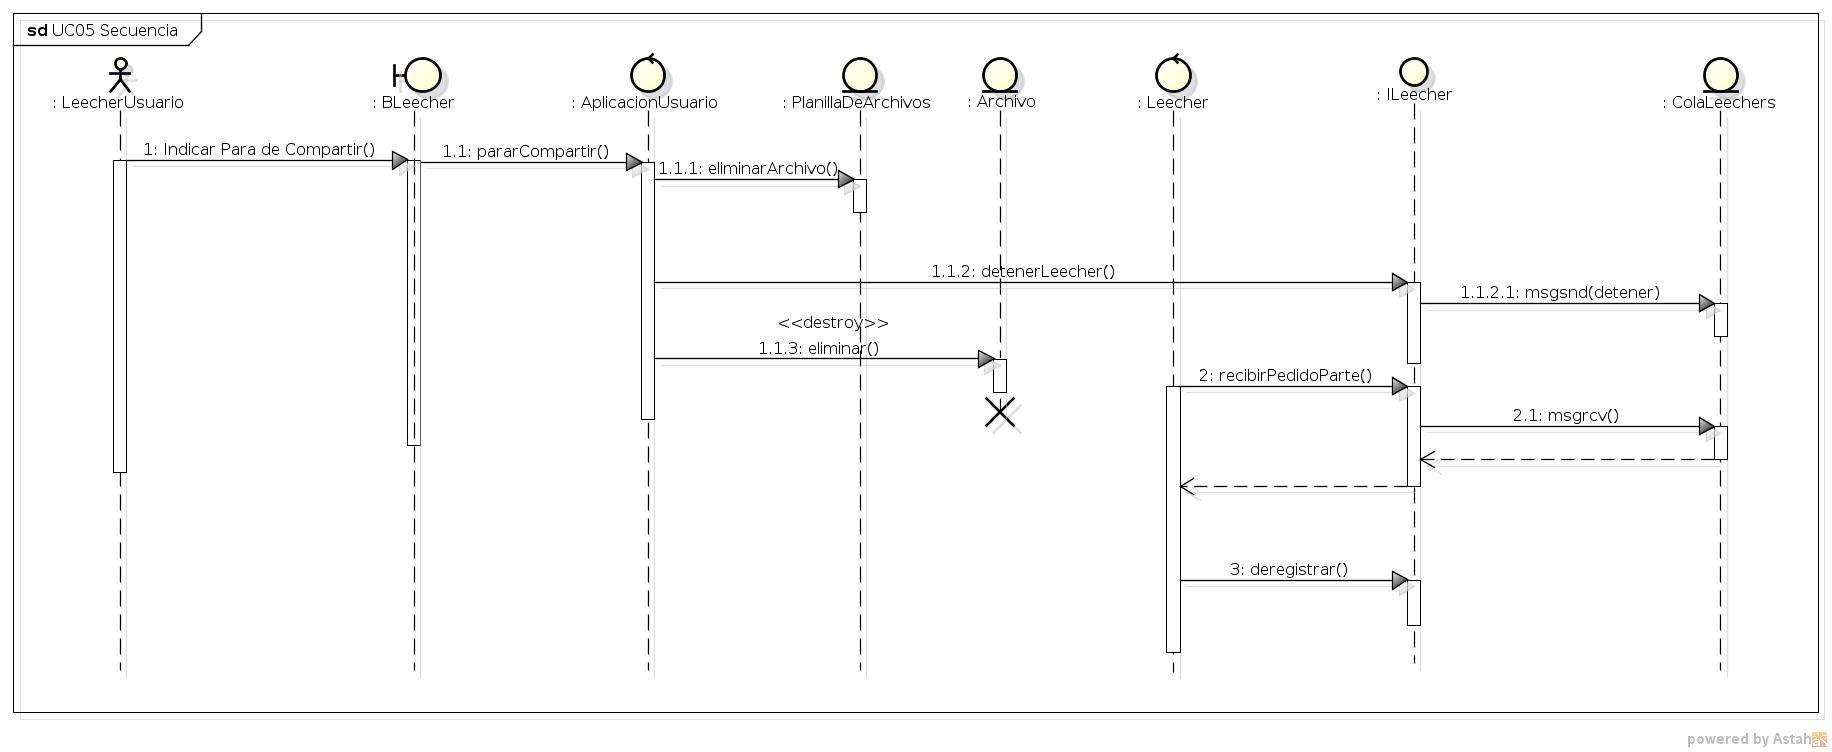 sd UC05 Secuencia
: LeecherUsuario
: BLeecher
: AplicacionUsuario
: PlanillaDeArchivos
: Archivo
: Leecher
: ILeecher
: ColaLeechers
1: Indicar Para de Compartir()
1.1: pararCompartir()
1.1.1: eliminarArchivo()
1.1.2: detenerLeecher()
1.1.2.1: msgsnd(detener)
<<destroy>>
1.1.3: eliminar()
2: recibirPedidoParte()
2.1: msgrcv()
3: deregistrar()
powered by Astah